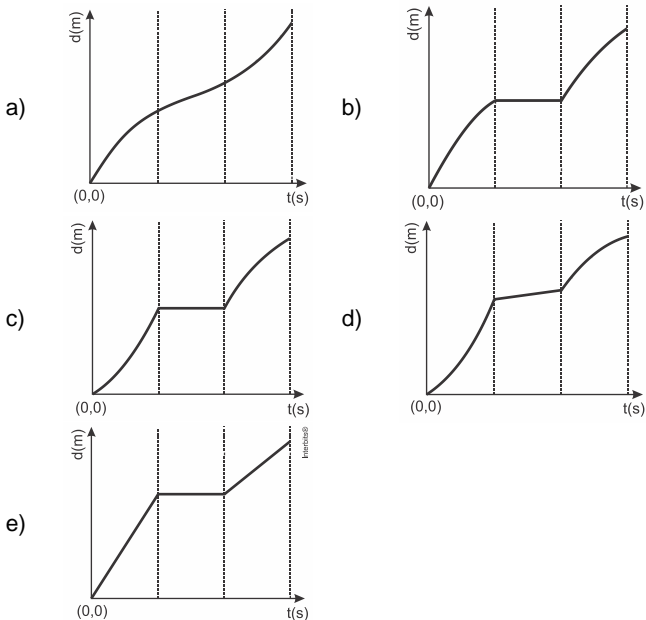 a)
d(m)
(0,0)
t(s)
b)
d(m)
(0,0)
t(s)
c)
d(m)
(0,0)
t(s)
d)
d(m)
(0,0)
t(s)
e)
d(m)
(0,0)
t(s)
Interbits®